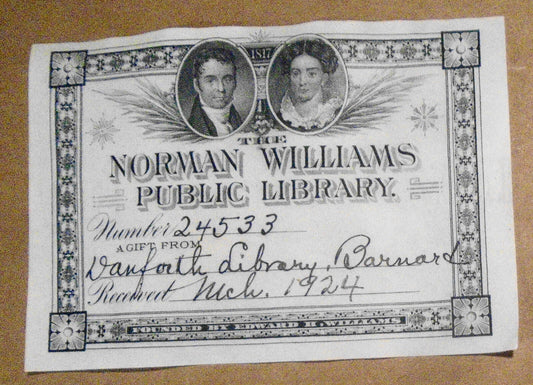 1817
THE
NORMAN WILLIAMS
PUBLIC LIBRARY.
Number 24533
A GIFT FROM
Danforth Library, Barnard
Received Mch. 1924
FOUNDED BY EDWARD H. WILLIAMS